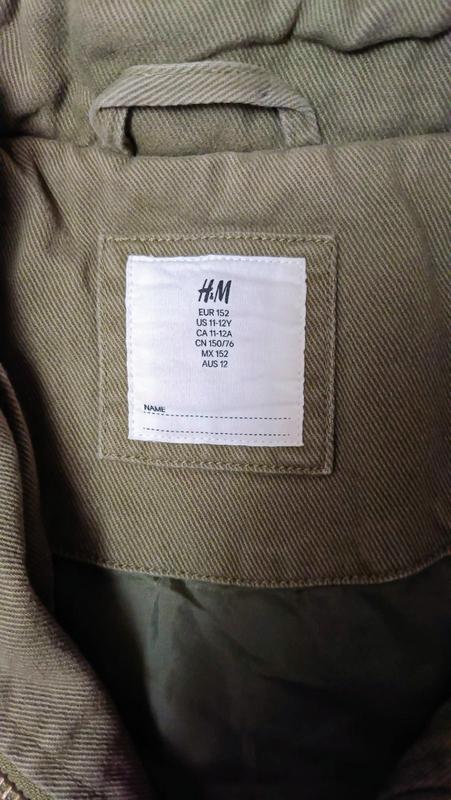 H&M
EUR 152
US 11-12Y
CA 11-12A
CN 150/76
MX 152
AUS 12
NAME